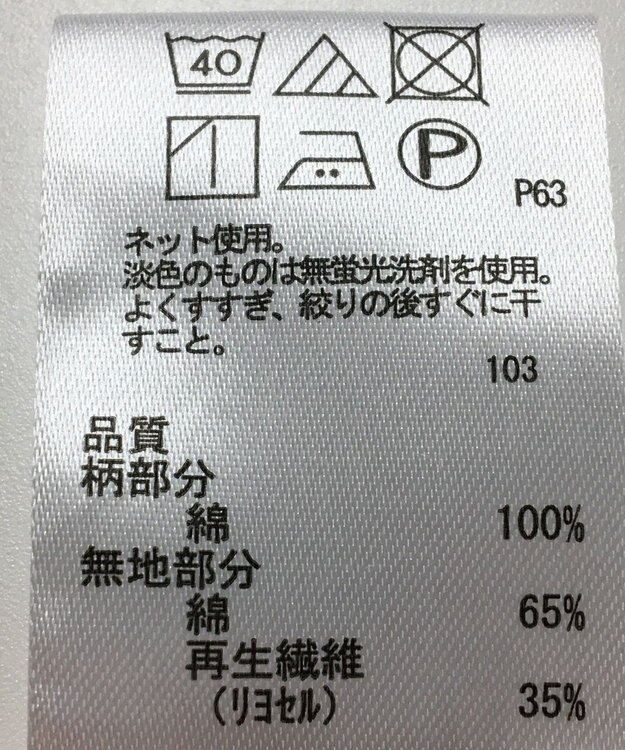 40
P
P63
ネット使用。
淡色のものは無蛍光洗剤を使用。
よくすすぎ、絞りの後すぐに干
すこと。
103
品質
柄部分
綿 100%
無地部分
綿 65%
再生繊維
(リヨセル) 35%